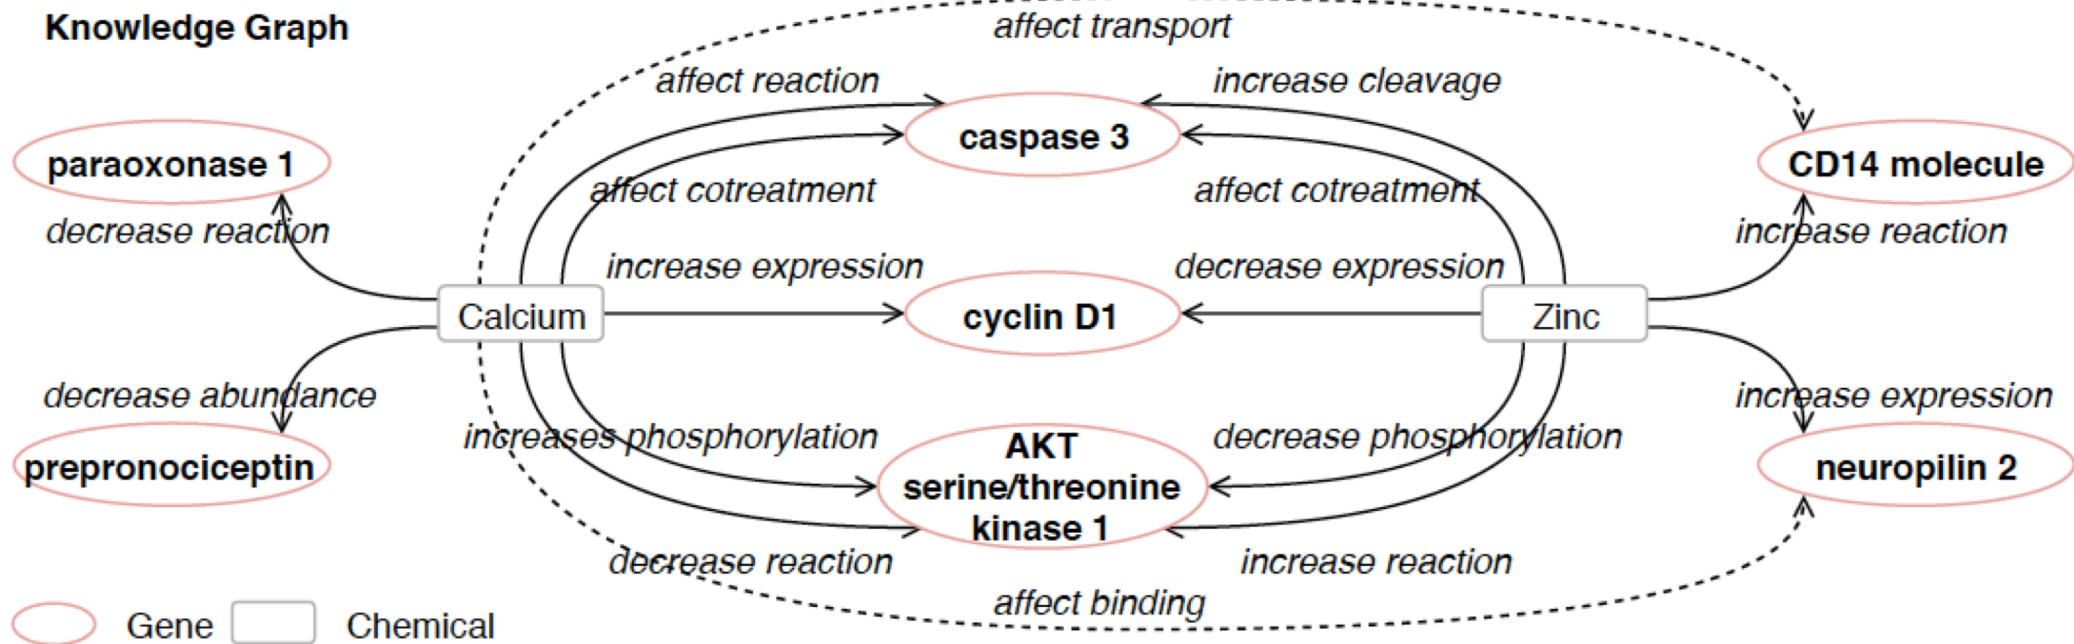 Knowledge Graph
affect transport
affect reaction
increase cleavage
paraoxonase 1
caspase 3
CD14 molecule
affect cotreatment
affect cotreatment
decrease reaction
increase reaction
increase expression
decrease expression
Calcium
cyclin D1
Zinc
decrease abundance
increase expression
increases phosphorylation
AKT
serine/threonine
kinase 1
decrease phosphorylation
prepronociceptin
neuropilin 2
decrease reaction
increase reaction
affect binding
Gene
Chemical